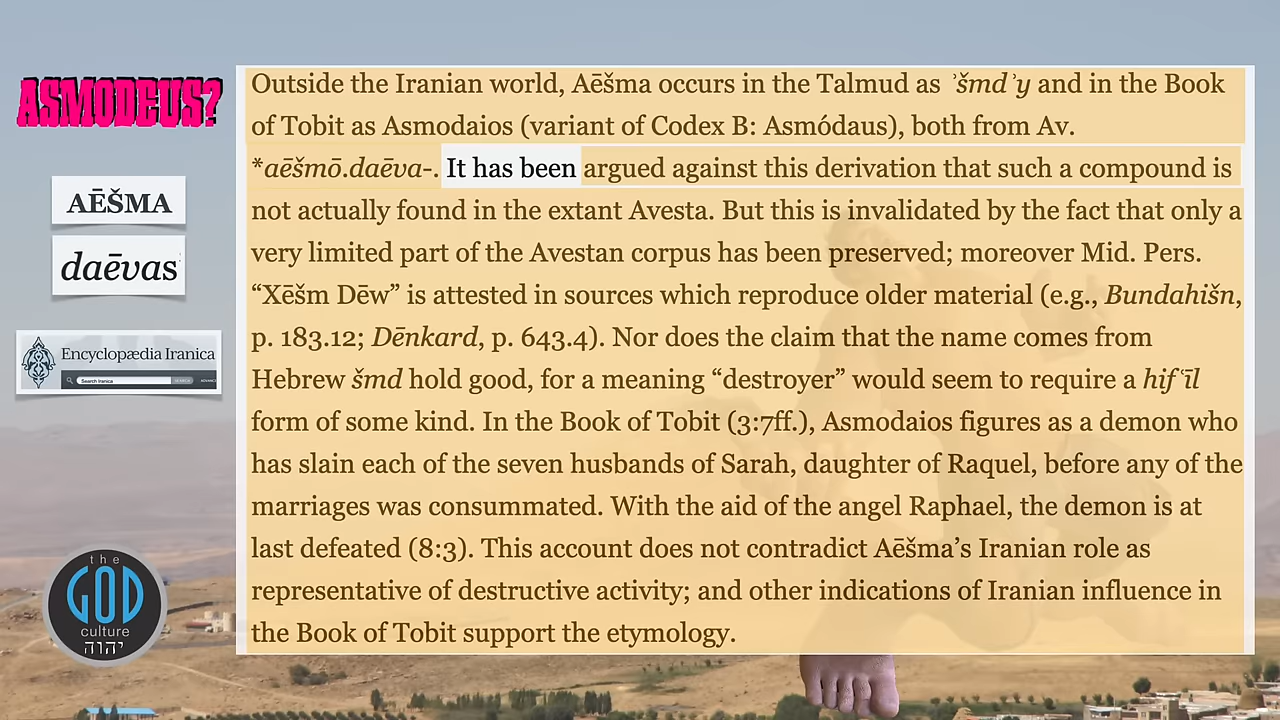 ASMODEUS?
AĒŠMA
daēvas
Encyclopædia Iranica
Search Iranica
SEARCH
Outside the Iranian world, Aēšma occurs in the Talmud as ʾšmdʾy and in the Book
of Tobit as Asmodaios (variant of Codex B: Asmódaus), both from Av.
*aēšmō.daēva-. It has been argued against this derivation that such a compound is
not actually found in the extant Avesta. But this is invalidated by the fact that only a
very limited part of the Avestan corpus has been preserved; moreover Mid. Pers.
“Xēšm Dēw” is attested in sources which reproduce older material (e.g., Bundahišn,
p. 183.12; Dēnkard, p. 643.4). Nor does the claim that the name comes from
Hebrew šmd hold good, for a meaning “destroyer” would seem to require a hifʿīl
form of some kind. In the Book of Tobit (3:7ff.), Asmodaios figures as a demon who
has slain each of the seven husbands of Sarah, daughter of Raquel, before any of the
marriages was consummated. With the aid of the angel Raphael, the demon is at
last defeated (8:3). This account does not contradict Aēšma’s Iranian role as
representative of destructive activity; and other indications of Iranian influence in
the Book of Tobit support the etymology.
the
GOD
culture
יהוה